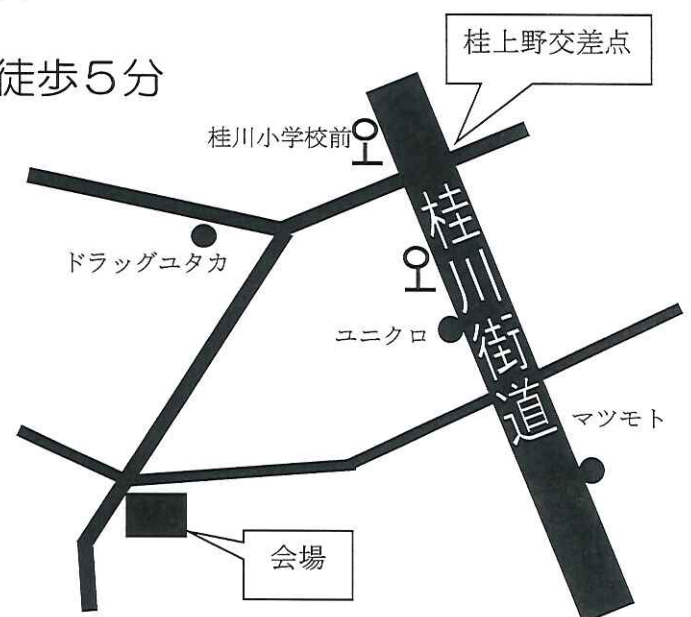 桂上野交差点
徒歩5分
桂川小学校前
ドラッグユタカ
桂川街道
ユニクロ
マツモト
会場